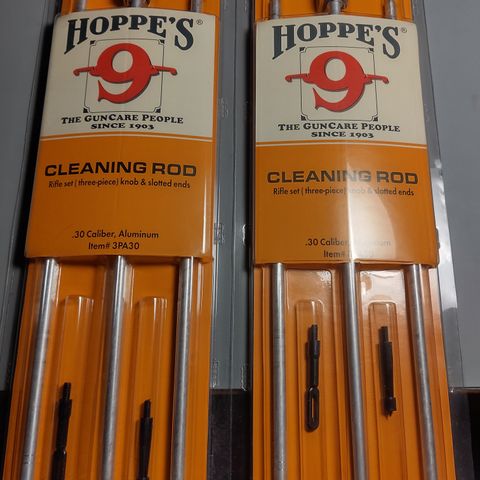 HOPPE'S®
9
THE GUNCARE PEOPLE
SINCE 1903
CLEANING ROD
Rifle set (three-piece) knob & slotted ends
.30 Caliber, Aluminum
Item# 3PA30
HOPPE'S®
9
THE GUNCARE PEOPLE
SINCE 1903
CLEANING ROD
Rifle set (three-piece) knob & slotted ends
.30 Caliber, Aluminum
Item#